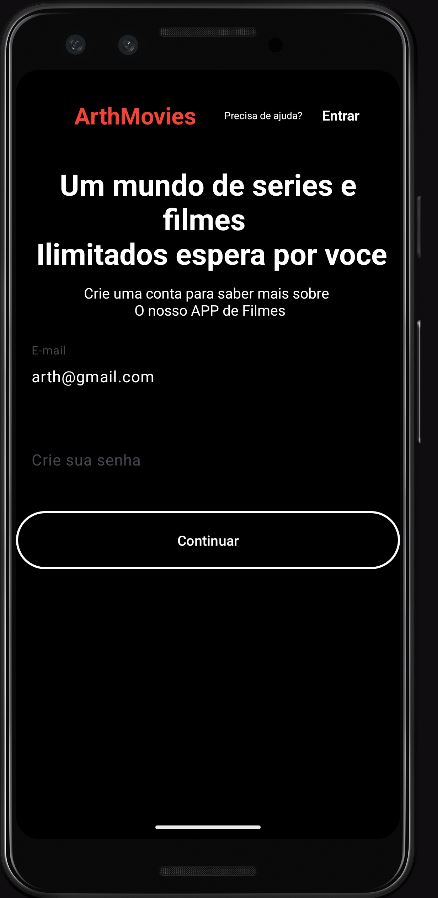 ArthMovies Precisa de ajuda? Entrar
Um mundo de series e
filmes
Ilimitados espera por voce
Crie uma conta para saber mais sobre
O nosso APP de Filmes
E-mail
arth@gmail.com
Crie sua senha
Continuar